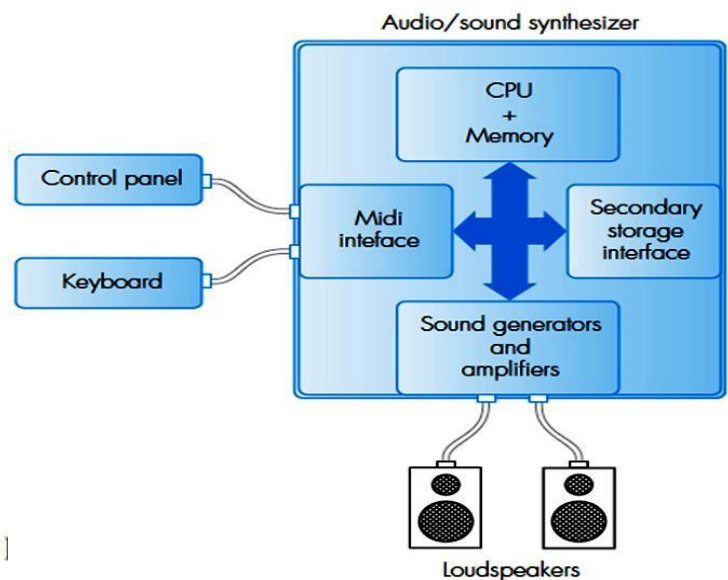 Audio/sound synthesizer
CPU
+
Memory
Control panel
Midi
inteface
Secondary
storage
interface
Keyboard
Sound generators
and
amplifiers
Loudspeakers